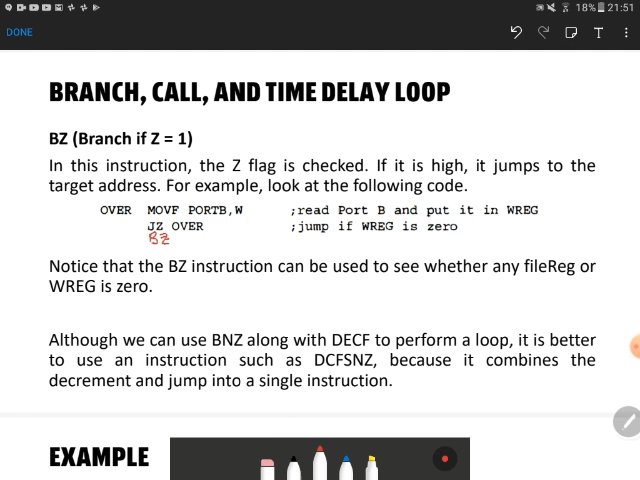 18% 21:51
DONE
T
BRANCH, CALL, AND TIME DELAY LOOP
BZ (Branch if Z = 1)
In this instruction, the Z flag is checked. If it is high, it jumps to the
target address. For example, look at the following code.
OVER MOVF PORTB,W ;read Port B and put it in WREG
JZ OVER ;jump if WREG is zero
BZ
Notice that the BZ instruction can be used to see whether any fileReg or
WREG is zero.
Although we can use BNZ along with DECF to perform a loop, it is better
to use an instruction such as DCFSNZ, because it combines the
decrement and jump into a single instruction.
EXAMPLE